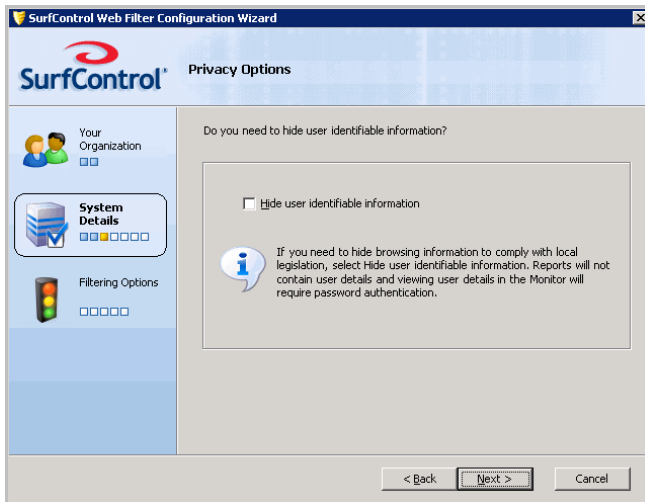 SurfControl Web Filter Configuration Wizard
SurfControl
Privacy Options
Your
Organization
System
Details
Filtering Options
Do you need to hide user identifiable information?
Hide user identifiable information
If you need to hide browsing information to comply with local
legislation, select Hide user identifiable information. Reports will not
contain user details and viewing user details in the Monitor will
require password authentication.
< Back
Next >
Cancel